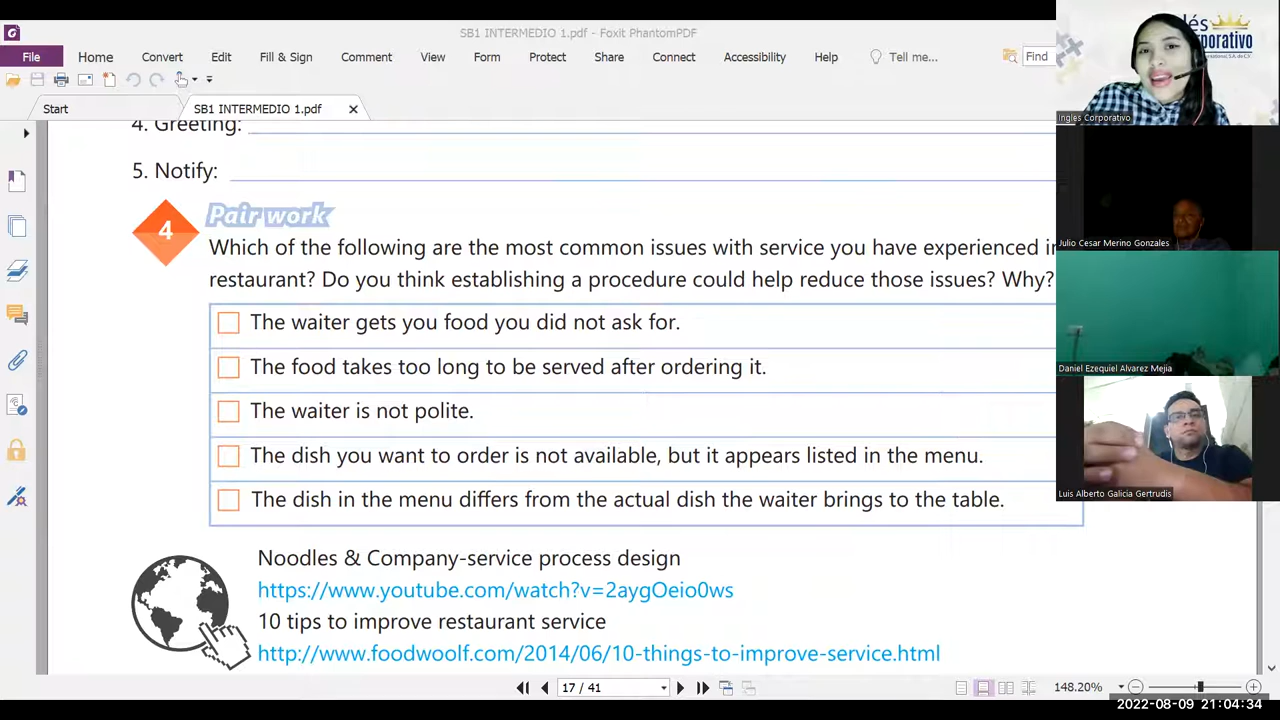 SB1 INTERMEDIO 1.pdf - Foxit PhantomPDF
File Home Convert Edit Fill & Sign Comment View Form Protect Share Connect Accessibility Help Tell me... Find
Start SB1 INTERMEDIO 1.pdf
4. Greeting:
5. Notify:
4 Pair work
Which of the following are the most common issues with service you have experienced in
restaurant? Do you think establishing a procedure could help reduce those issues? Why?
The waiter gets you food you did not ask for.
The food takes too long to be served after ordering it.
The waiter is not polite.
The dish you want to order is not available, but it appears listed in the menu.
The dish in the menu differs from the actual dish the waiter brings to the table.
Noodles & Company-service process design
https://www.youtube.com/watch?v=2aygOeio0ws
10 tips to improve restaurant service
http://www.foodwoolf.com/2014/06/10-things-to-improve-service.html
17 / 41
148.20%
Ingles Corporativo
Julio Cesar Merino Gonzales
Daniel Ezequiel Alvarez Mejia
Luis Alberto Galicia Gertrudis
2022-08-09 21:04:34